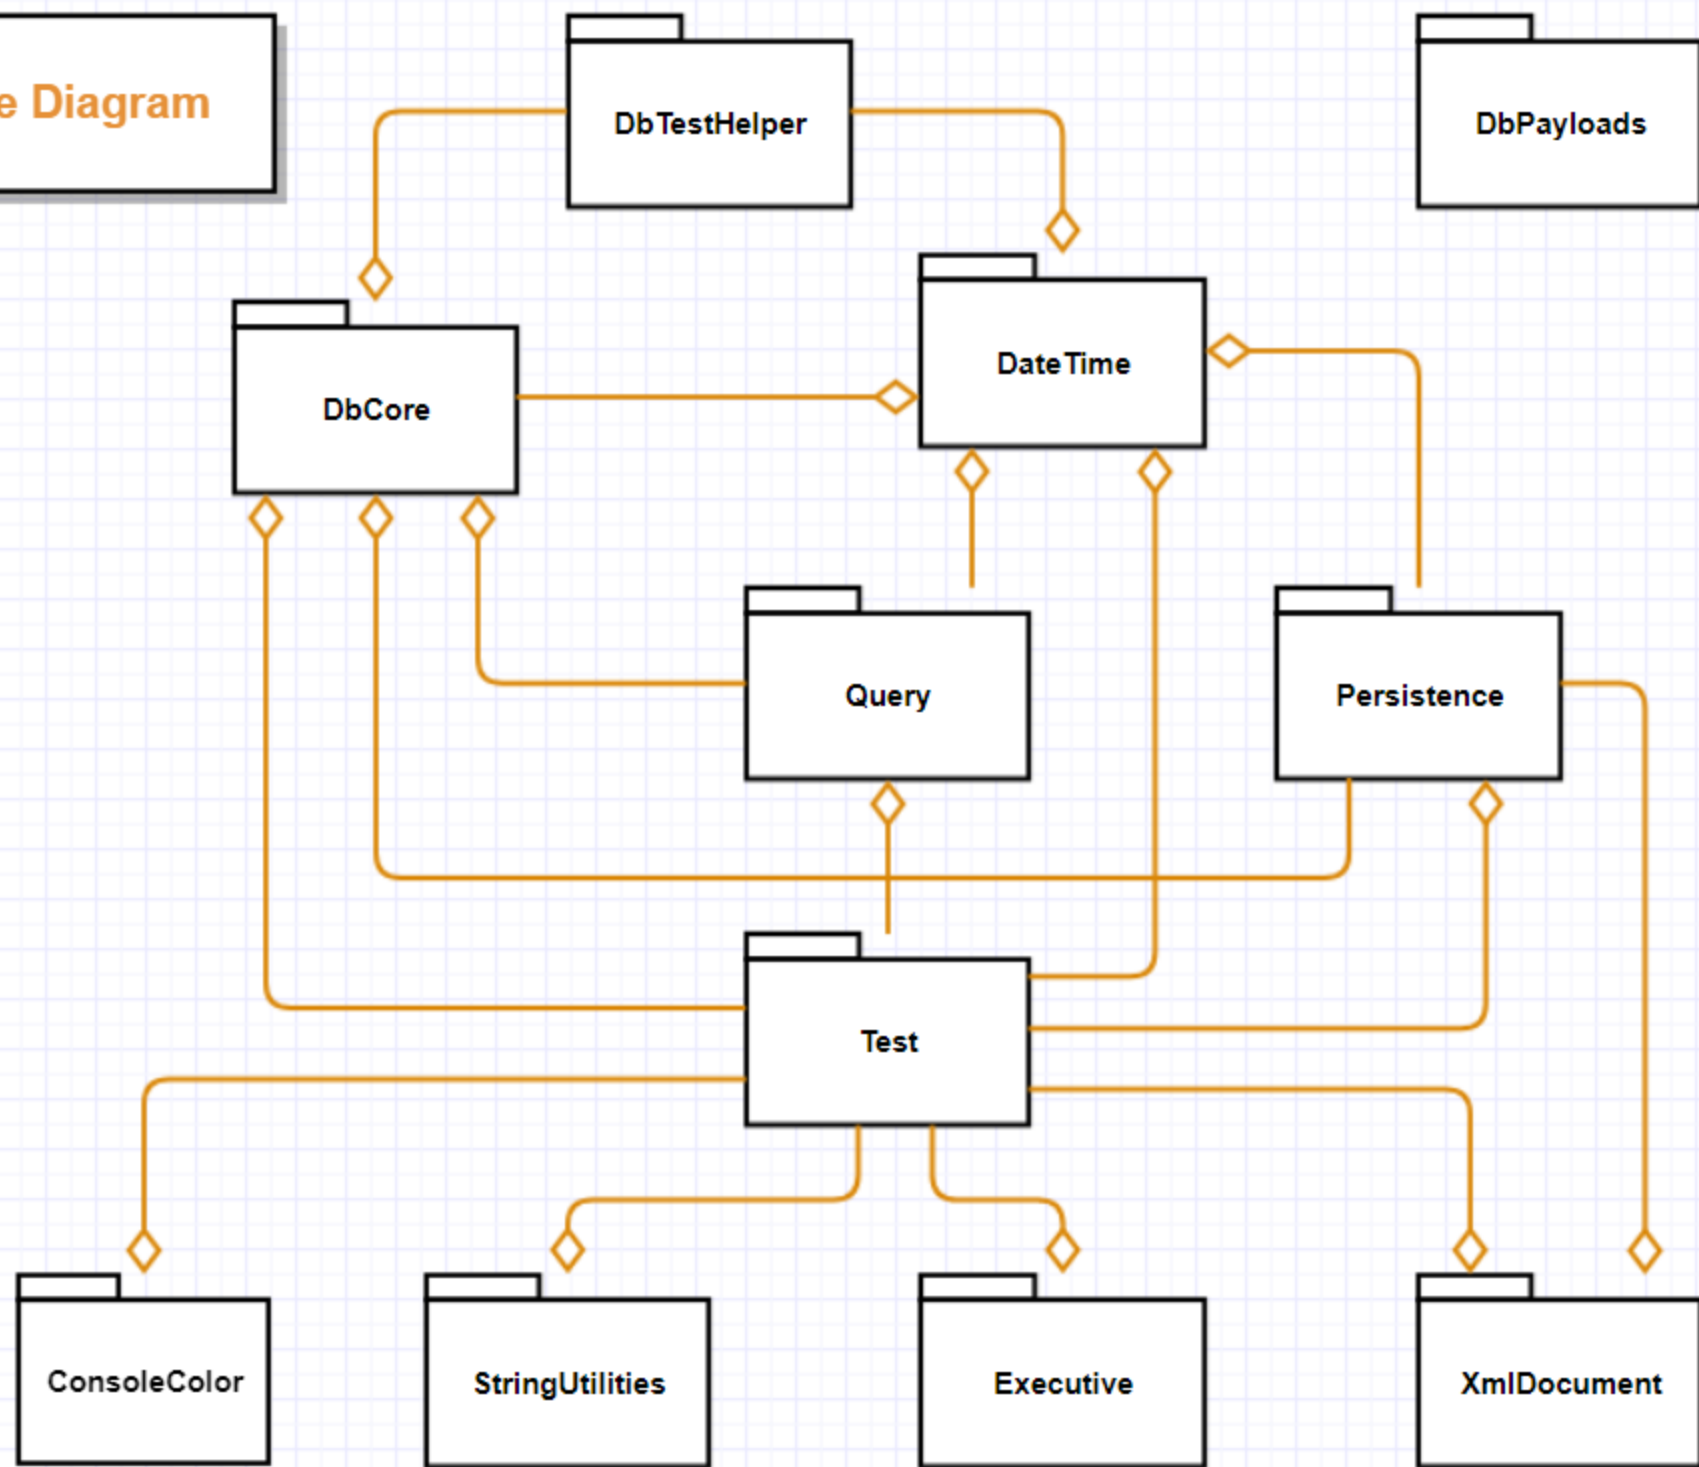 e Diagram
DbTestHelper
DbPayloads
DateTime
DbCore
Query
Persistence
Test
ConsoleColor
StringUtilities
Executive
XmlDocument